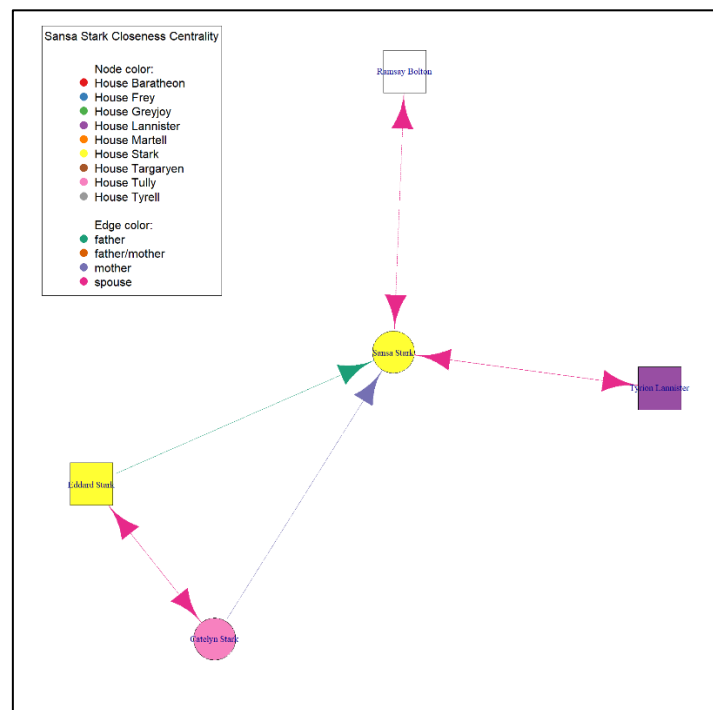 Sansa Stark Closeness Centrality
Node color:
House Baratheon
House Frey
House Greyjoy
House Lannister
House Martell
House Stark
House Targaryen
House Tully
House Tyrell
Edge color:
father
father/mother
mother
spouse
Ramsay Bolton
Sansa Stark
Tyrion Lannister
Eddard Stark
Catelyn Stark